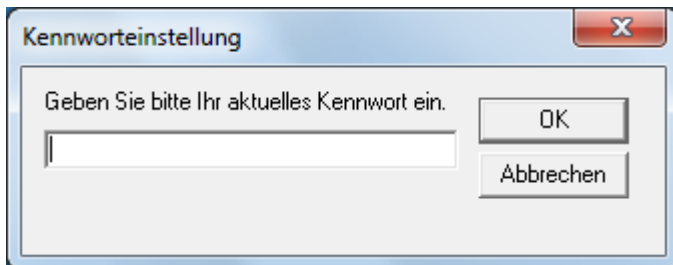 Kennworteinstellung
Geben Sie bitte Ihr aktuelles Kennwort ein.
OK
Abbrechen